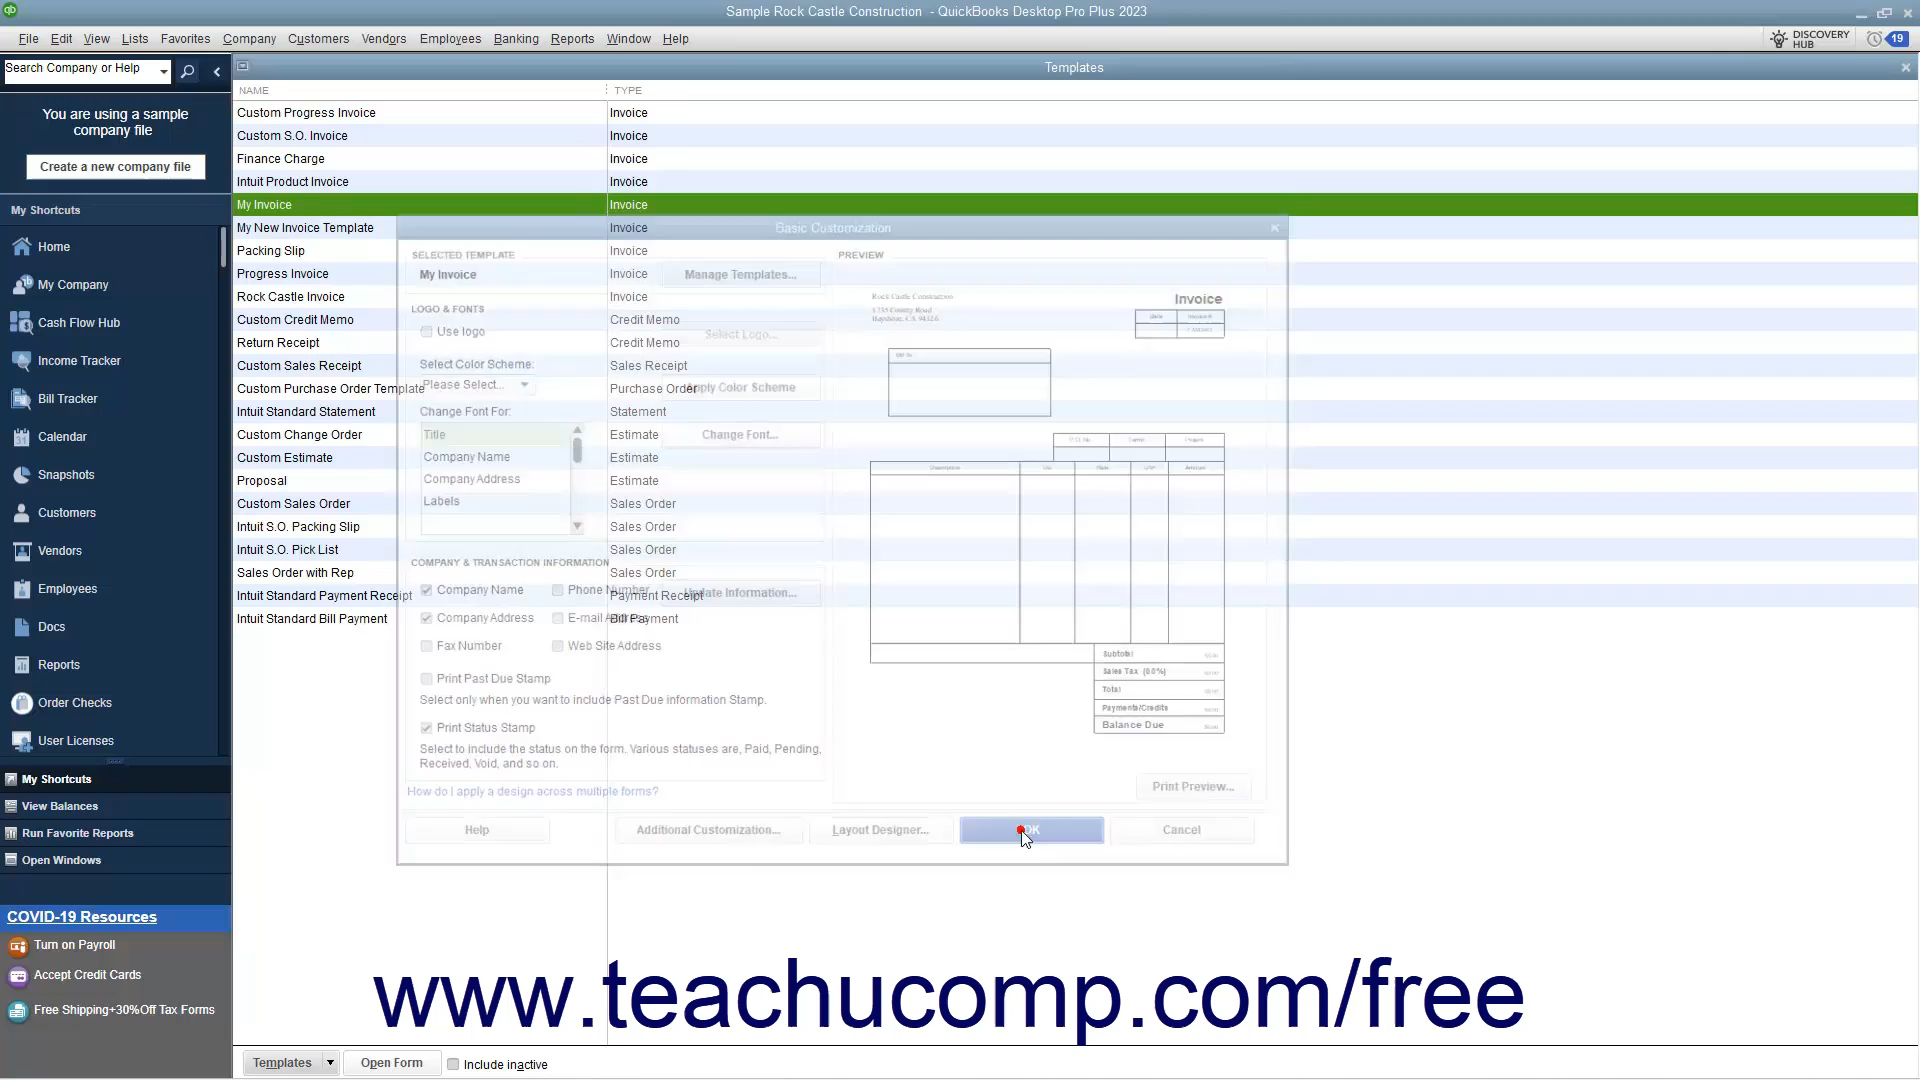 Sample Rock Castle Construction - QuickBooks Desktop Pro Plus 2023
File Edit View Lists Favorites Company Customers Vendors Employees Banking Reports Window Help
DISCOVERY HUB
19
Search Company or Help
Templates
You are using a sample
company file
Create a new company file
My Shortcuts
Home
My Company
Cash Flow Hub
Income Tracker
Bill Tracker
Calendar
Snapshots
Customers
Vendors
Employees
Docs
Reports
Order Checks
User Licenses
My Shortcuts
View Balances
Run Favorite Reports
Open Windows
COVID-19 Resources
Turn on Payroll
Accept Credit Cards
Free Shipping+30%Off Tax Forms
NAME TYPE
Custom Progress Invoice Invoice
Custom S.O. Invoice Invoice
Finance Charge Invoice
Intuit Product Invoice Invoice
My Invoice Invoice
My New Invoice Template Invoice
Packing Slip Invoice
Progress Invoice Invoice
Rock Castle Invoice Invoice
Custom Credit Memo Credit Memo
Return Receipt Credit Memo
Custom Sales Receipt Sales Receipt
Custom Purchase Order Template Purchase Order
Intuit Standard Statement Statement
Custom Change Order Estimate
Custom Estimate Estimate
Proposal Estimate
Custom Sales Order Sales Order
Intuit S.O. Packing Slip Sales Order
Intuit S.O. Pick List Sales Order
Sales Order with Rep Sales Order
Intuit Standard Payment Receipt Payment Receipt
Intuit Standard Bill Payment Bill Payment
Basic Customization
SELECTED TEMPLATE
My Invoice
Manage Templates...
LOGO & FONTS
Use logo
Select Logo...
Select Color Scheme:
Please Select...
Apply Color Scheme
Change Font For:
Title
Company Name
Company Address
Labels
Change Font...
COMPANY & TRANSACTION INFORMATION
Company Name Phone Number
Update Information...
Company Address E-mail Address
Fax Number Web Site Address
Print Past Due Stamp
Select only when you want to include Past Due information Stamp.
Print Status Stamp
Select to include the status on the form. Various statuses are, Paid, Pending,
Received, Void, and so on.
How do I apply a design across multiple forms?
PREVIEW
Rock Castle Construction
1735 County Road
Bayshore, CA 94326
Invoice
Subtotal
Sales Tax (0.0%)
Total
Payments/Credits
Balance Due
Print Preview...
Help
Additional Customization...
Layout Designer...
OK
Cancel
www.teachucomp.com/free
Templates
Open Form
Include inactive